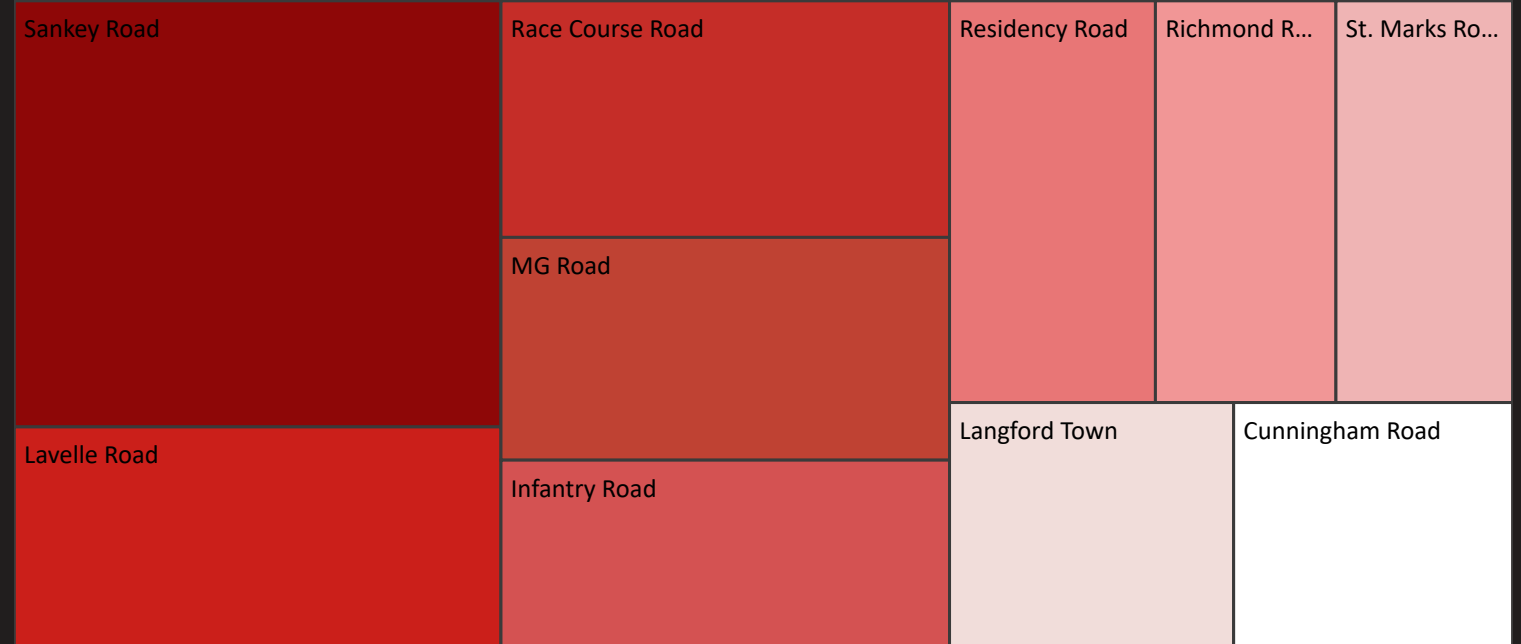 Sankey Road
Lavelle Road
Race Course Road
MG Road
Infantry Road
Residency Road
Richmond R...
St. Marks Ro...
Langford Town
Cunningham Road